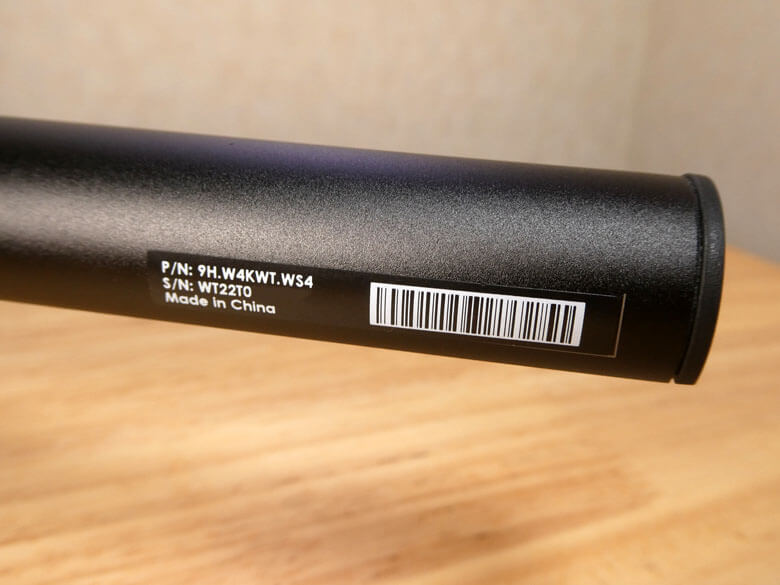 P/N: 9H.W4KWT.WS4
S/N: WT22T0
Made in China